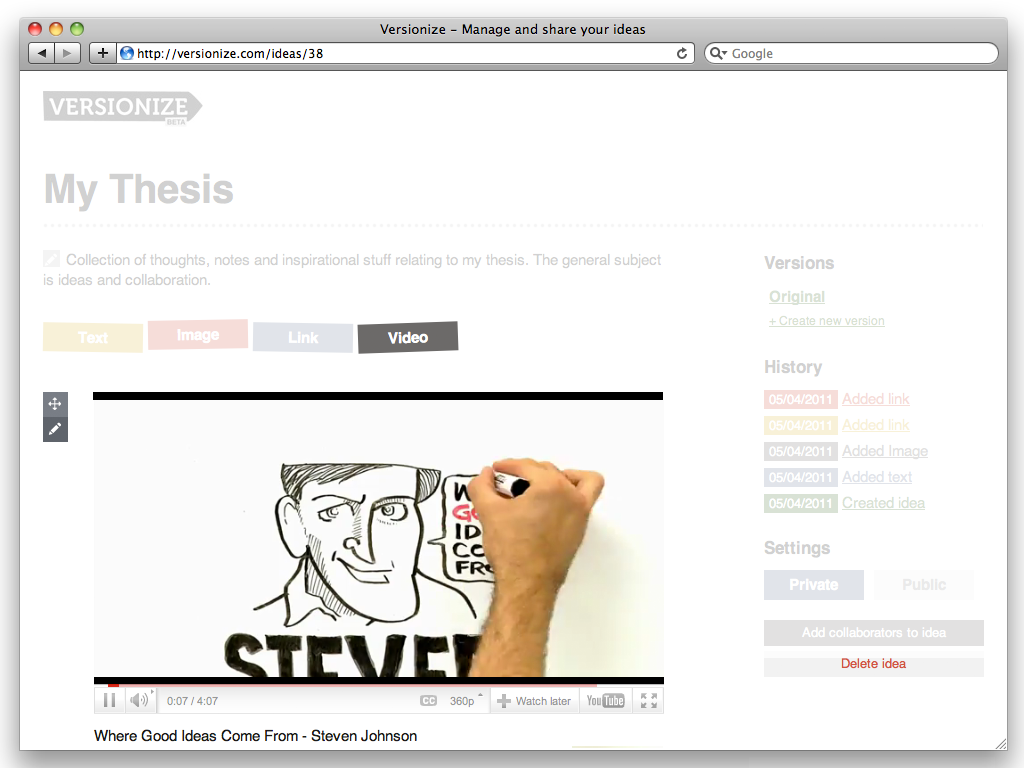 Versionize – Manage and share your ideas
http://versionize.com/ideas/38
Google
VERSIONIZE
BETA
My Thesis
Collection of thoughts, notes and inspirational stuff relating to my thesis. The general subject
is ideas and collaboration.
Text Image Link Video
Versions
Original
+ Create new version
History
05/04/2011 Added link
05/04/2011 Added link
05/04/2011 Added Image
05/04/2011 Added text
05/04/2011 Created idea
Settings
Private Public
Add collaborators to idea
Delete idea
STEVE
0:07 / 4:07 CC 360p Watch later YouTube
Where Good Ideas Come From - Steven Johnson